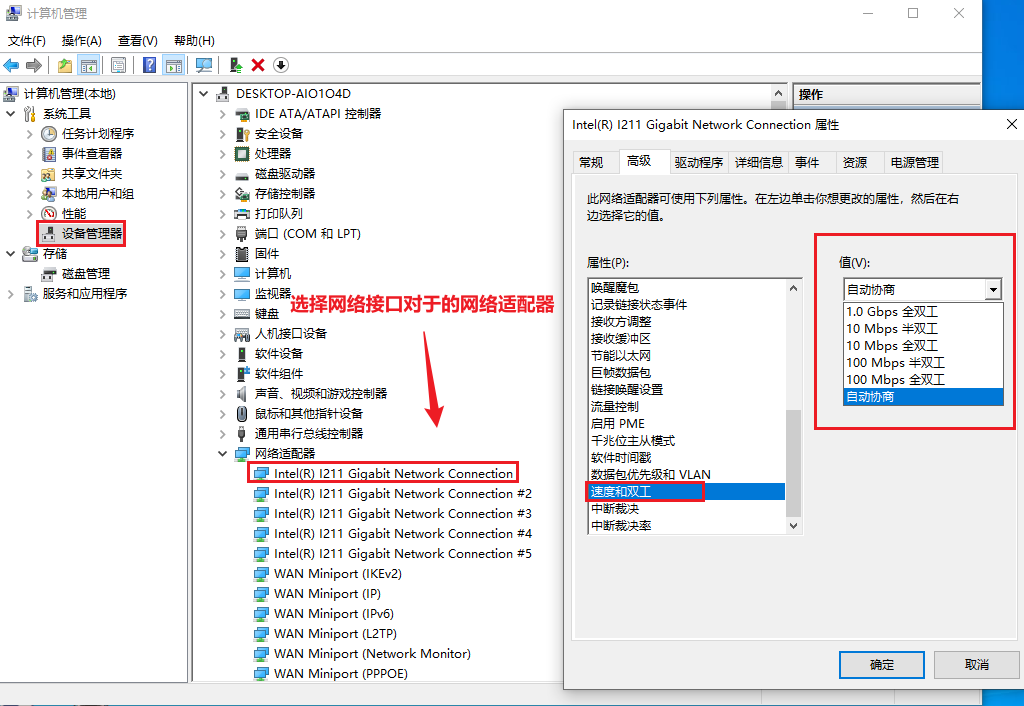 计算机管理
文件(F) 操作(A) 查看(V) 帮助(H)
计算机管理(本地)
系统工具
任务计划程序
事件查看器
共享文件夹
本地用户和组
性能
设备管理器
存储
磁盘管理
服务和应用程序
DESKTOP-AIO1O4D
IDE ATA/ATAPI 控制器
安全设备
处理器
磁盘驱动器
存储控制器
打印队列
端口 (COM 和 LPT)
固件
计算机
监视器
键盘
人机接口设备
软件设备
软件组件
声音、视频和游戏控制器
鼠标和其他指针设备
通用串行总线控制器
网络适配器
Intel(R) I211 Gigabit Network Connection
Intel(R) I211 Gigabit Network Connection #2
Intel(R) I211 Gigabit Network Connection #3
Intel(R) I211 Gigabit Network Connection #4
Intel(R) I211 Gigabit Network Connection #5
WAN Miniport (IKEv2)
WAN Miniport (IP)
WAN Miniport (IPv6)
WAN Miniport (L2TP)
WAN Miniport (Network Monitor)
WAN Miniport (PPPOE)
选择网络接口对于的网络适配器
操作
Intel(R) I211 Gigabit Network Connection 属性
常规 高级 驱动程序 详细信息 事件 资源 电源管理
此网络适配器可使用下列属性。在左边单击你想更改的属性，然后在右
边选择它的值。
属性(P):
唤醒魔包
记录链接状态事件
接收方调整
接收缓冲区
节能以太网
巨帧数据包
链接唤醒设置
流量控制
启用 PME
千兆位主从模式
软件时间戳
数据包优先级和 VLAN
速度和双工
中断裁决
中断裁决率
值(V):
自动协商
1.0 Gbps 全双工
10 Mbps 半双工
10 Mbps 全双工
100 Mbps 半双工
100 Mbps 全双工
自动协商
确定 取消